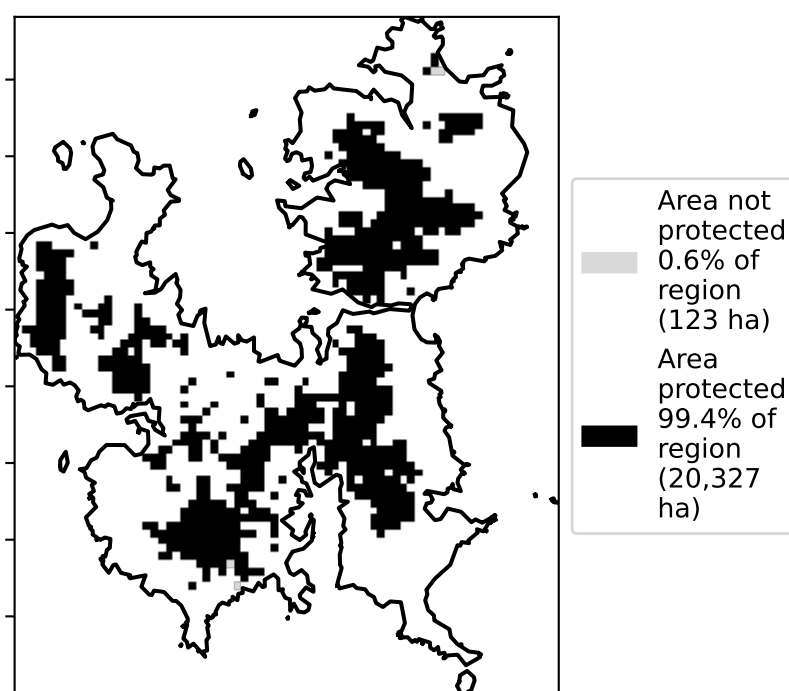 Area not
protected
0.6% of
region
(123 ha)
Area
protected
99.4% of
region
(20,327
ha)